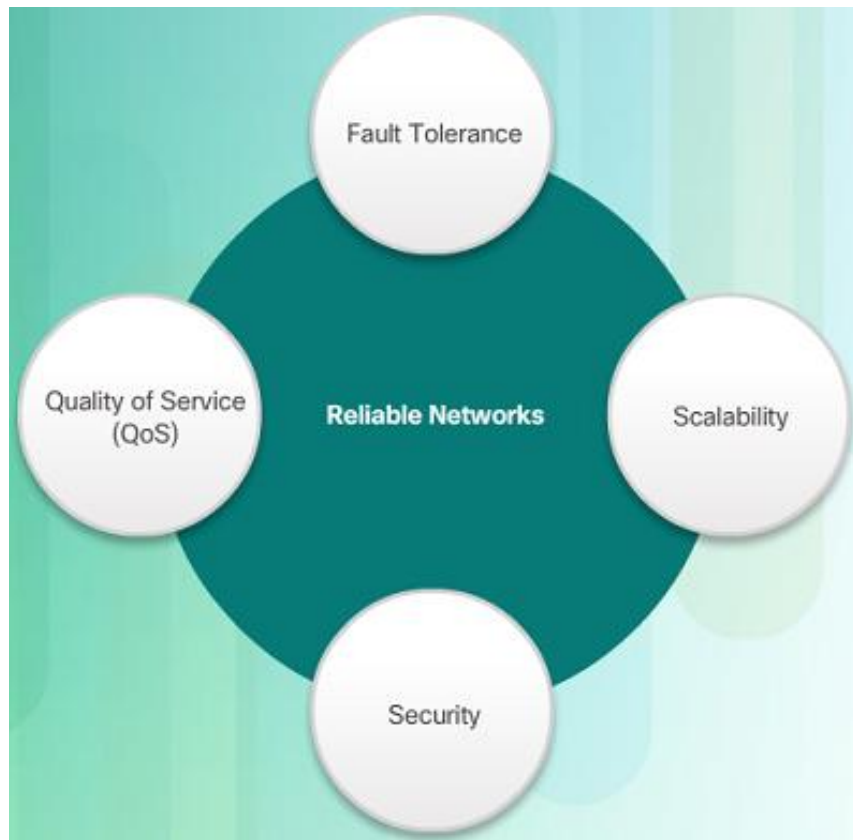 Fault Tolerance
Quality of Service
(QoS)
Reliable Networks
Scalability
Security